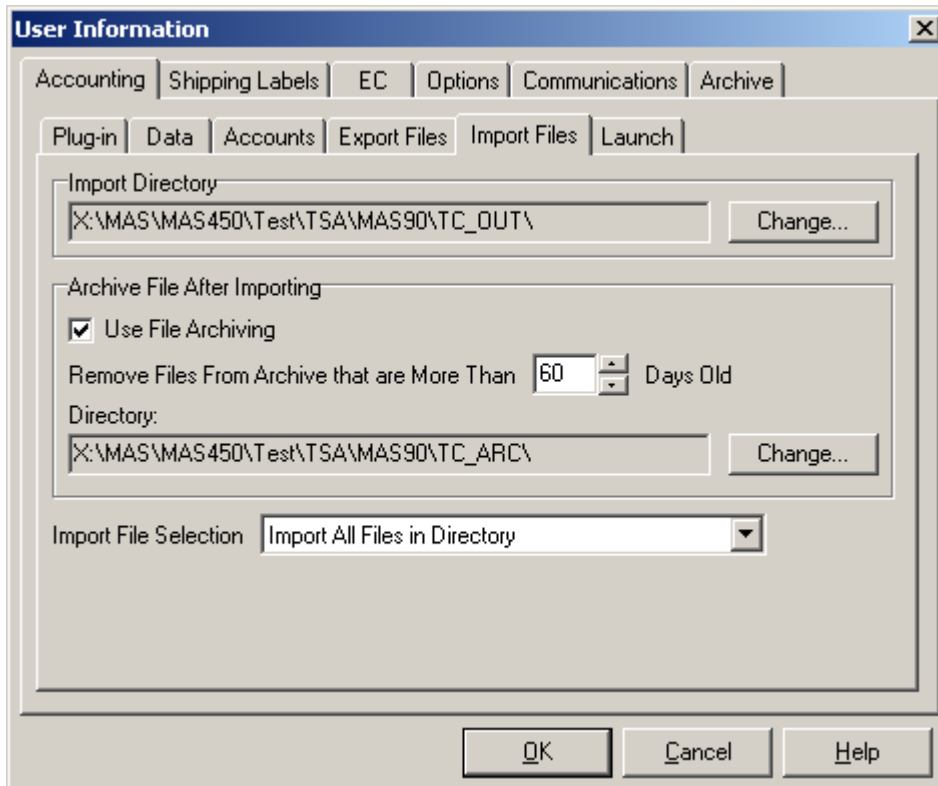 User Information
Accounting Shipping Labels EC Options Communications Archive
Plug-in Data Accounts Export Files Import Files Launch
Import Directory
X:\MAS\MAS450\Test\TSA\MAS90\TC_OUT\ Change...
Archive File After Importing
Use File Archiving
Remove Files From Archive that are More Than 60 Days Old
Directory:
X:\MAS\MAS450\Test\TSA\MAS90\TC_ARC\ Change...
Import File Selection Import All Files in Directory
OK Cancel Help